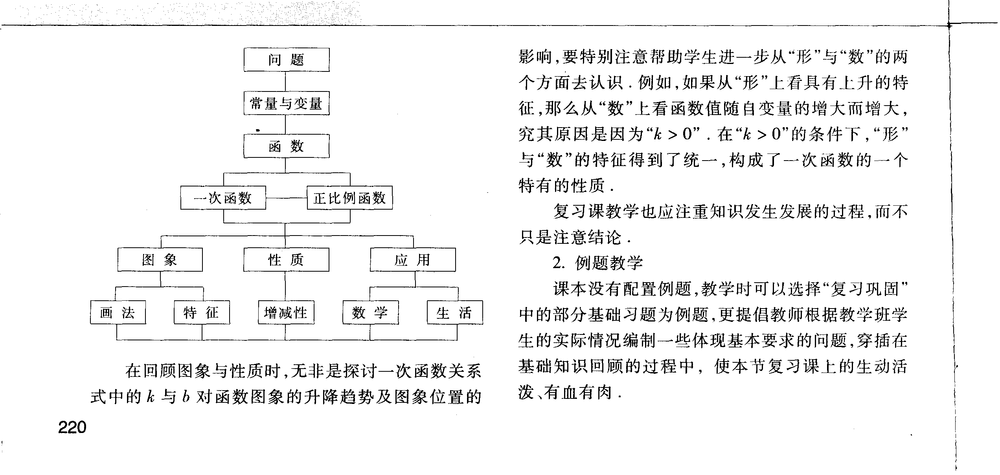 问 题
常量与变量
函 数
一次函数
正比例函数
图 象
性 质
应 用
画 法
特 征
增减性
数 学
生 活
在回顾图象与性质时,无非是探讨一次函数关系
式中的 k 与 b 对函数图象的升降趋势及图象位置的
220
影响,要特别注意帮助学生进一步从“形”与“数”的两
个方面去认识．例如,如果从“形”上看具有上升的特
征,那么从“数”上看函数值随自变量的增大而增大,
究其原因是因为“k > 0”．在“k > 0”的条件下,“形”
与“数”的特征得到了统一,构成了一次函数的一个
特有的性质．
复习课教学也应注重知识发生发展的过程,而不
只是注意结论．
2. 例题教学
课本没有配置例题,教学时可以选择“复习巩固”
中的部分基础习题为例题,更提倡教师根据教学班学
生的实际情况编制一些体现基本要求的问题,穿插在
基础知识回顾的过程中, 使本节复习课上的生动活
泼、有血有肉．